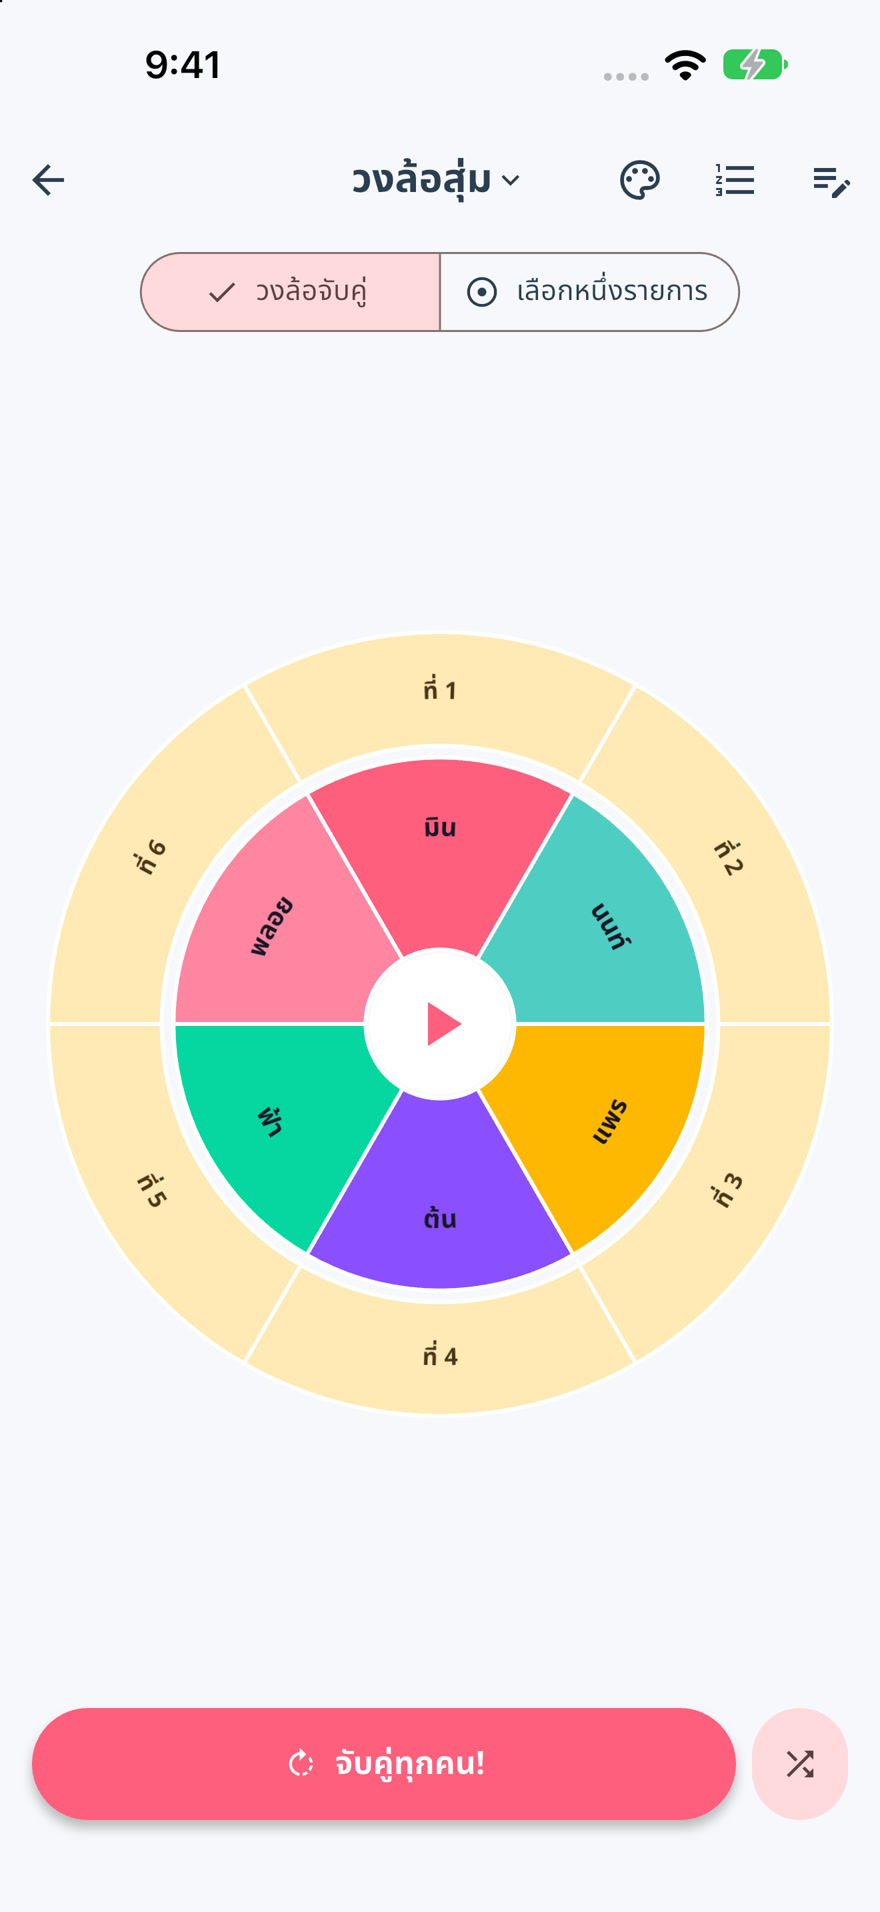 9:41
วงล้อสุ่ม
วงล้อจับคู่
เลือกหนึ่งรายการ
ที่ 1
ที่ 2
ที่ 3
ที่ 4
ที่ 5
ที่ 6
มิน
นนท์
แพร
ต้น
ฟ้า
พลอย
จับคู่ทุกคน!